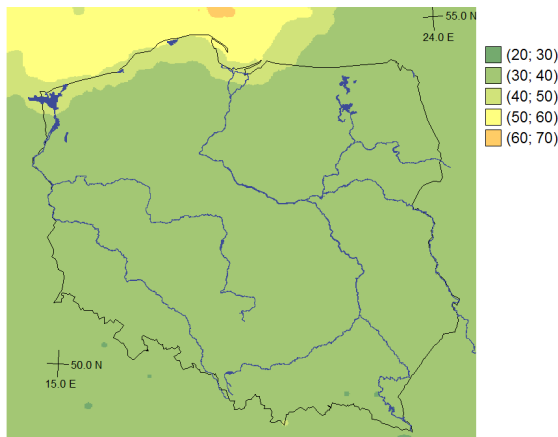 55.0 N
24.0 E
(20; 30)
(30; 40)
(40; 50)
(50; 60)
(60; 70)
50.0 N
15.0 E